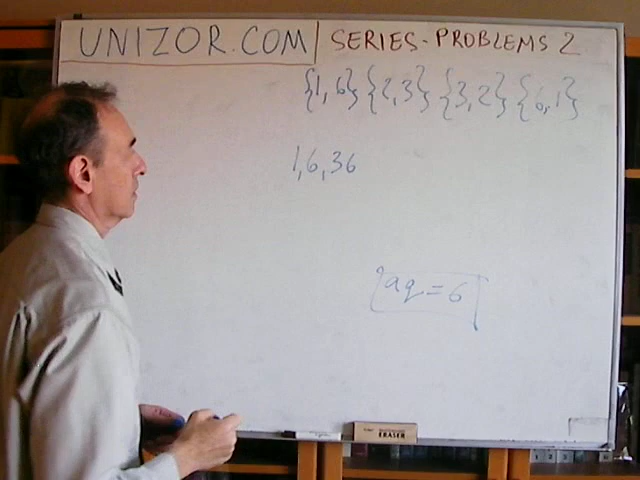 UNIZOR.COM | SERIES-PROBLEMS 2
{1,6} {2,3} {3,2} {6,1}
1,6,36
aq=6
ERASER